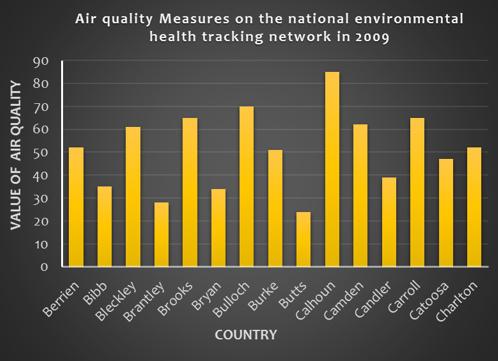 Air quality Measures on the national environmental
health tracking network in 2009
VALUE OF AIR QUALITY
90
80
70
60
50
40
30
20
10
0
Berrien
Bibb
Bleckley
Brantley
Brooks
Bryan
Bulloch
Burke
Butts
Calhoun
Camden
Candler
Carroll
Catoosa
Charlton
COUNTRY